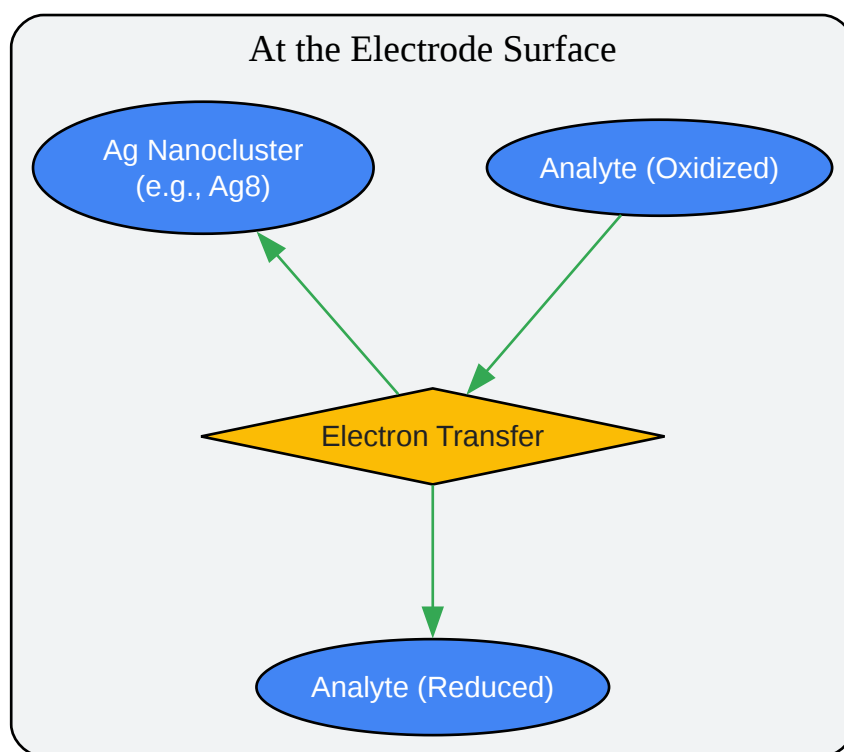 At the Electrode Surface
Ag Nanocluster
(e.g., Ag8)
Analyte (Oxidized)
Electron Transfer
Analyte (Reduced)